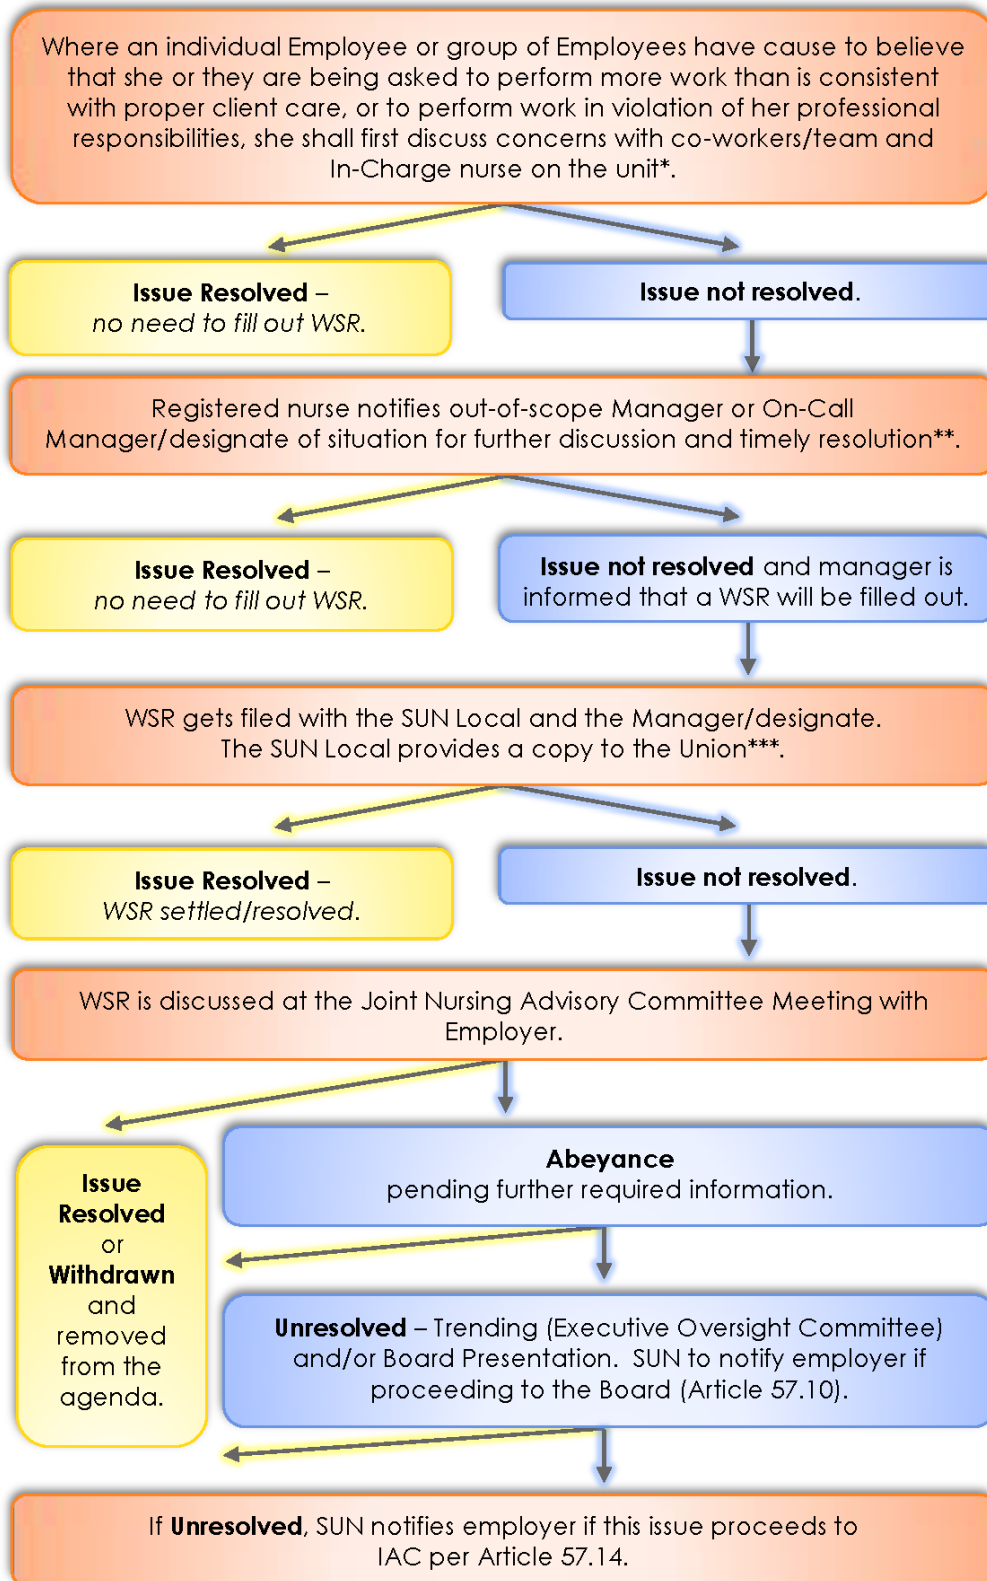 Where an individual Employee or group of Employees have cause to believe
that she or they are being asked to perform more work than is consistent
with proper client care, or to perform work in violation of her professional
responsibilities, she shall first discuss concerns with co-workers/team and
In-Charge nurse on the unit*.
Issue Resolved –
no need to fill out WSR.
Issue not resolved.
Registered nurse notifies out-of-scope Manager or On-Call
Manager/designate of situation for further discussion and timely resolution**.
Issue Resolved –
no need to fill out WSR.
Issue not resolved and manager is
informed that a WSR will be filled out.
WSR gets filed with the SUN Local and the Manager/designate.
The SUN Local provides a copy to the Union***.
Issue Resolved –
WSR settled/resolved.
Issue not resolved.
WSR is discussed at the Joint Nursing Advisory Committee Meeting with
Employer.
Issue
Resolved
or
Withdrawn
and
removed
from the
agenda.
Abeyance
pending further required information.
Unresolved – Trending (Executive Oversight Committee)
and/or Board Presentation.  SUN to notify employer if
proceeding to the Board (Article 57.10).
If Unresolved, SUN notifies employer if this issue proceeds to
IAC per Article 57.14.